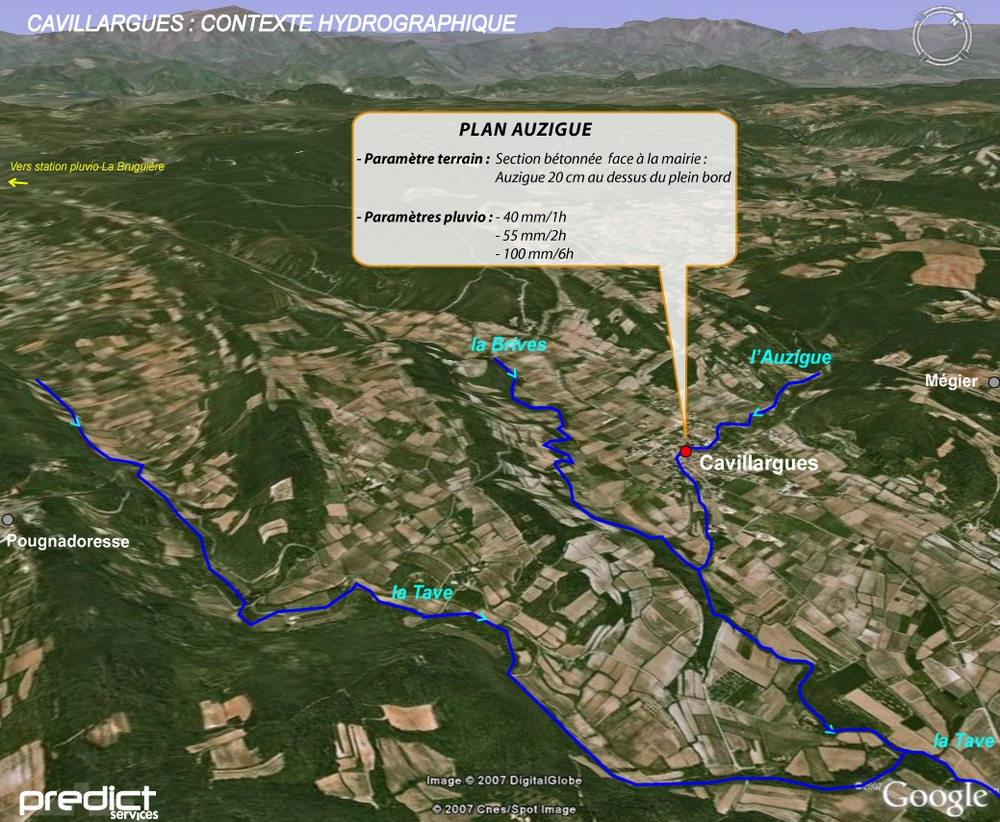 CAVILLARGUES : CONTEXTE HYDROGRAPHIQUE
PLAN AUZIGUE
- Paramètre terrain : Section bétonnée face à la mairie :
Auzigue 20 cm au dessus du plein bord
- Paramètres pluvio : - 40 mm/1h
- 55 mm/2h
- 100 mm/6h
Vers station pluvio La Bruguière
la Brives
l'Auzigue
Mégier
Cavillargues
Pougnadoresse
la Tave
la Tave
Image © 2007 DigitalGlobe
© 2007 Cnes/Spot Image
© 2007 Google
predict
services